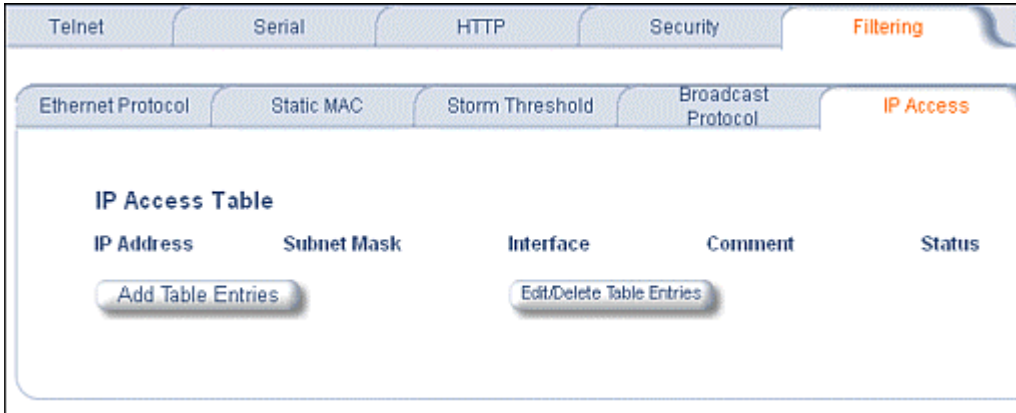 Telnet Serial HTTP Security Filtering
Ethernet Protocol Static MAC Storm Threshold Broadcast Protocol IP Access
IP Access Table
IP Address Subnet Mask Interface Comment Status
Add Table Entries Edit/Delete Table Entries